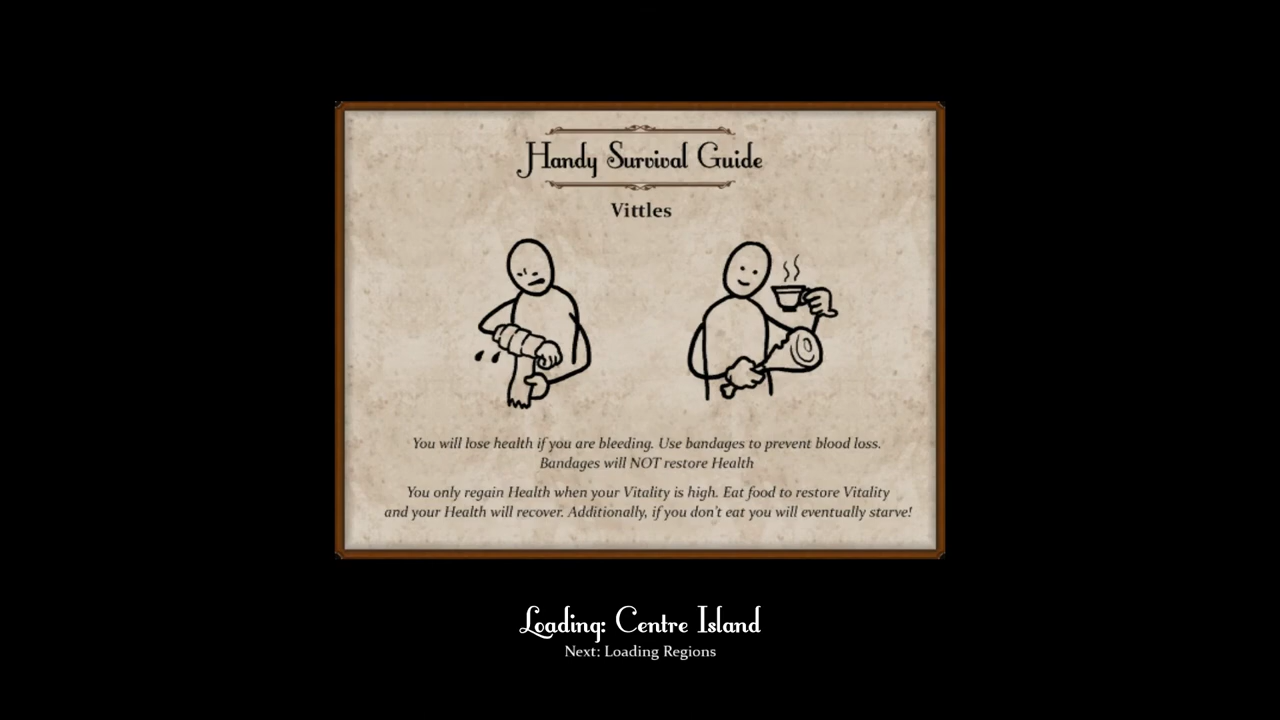 Handy Survival Guide
Vittles
You will lose health if you are bleeding. Use bandages to prevent blood loss.
Bandages will NOT restore Health
You only regain Health when your Vitality is high. Eat food to restore Vitality
and your Health will recover. Additionally, if you don't eat you will eventually starve!
Loading: Centre Island
Next: Loading Regions